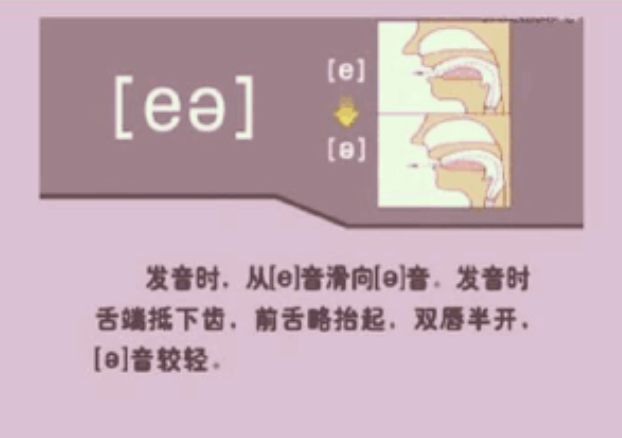 [eə]
[e]
[ə]
发音时，从[e]音滑向[ə]音。发音时
舌端抵下齿，前舌略抬起，双唇半开，
[ə]音较轻。